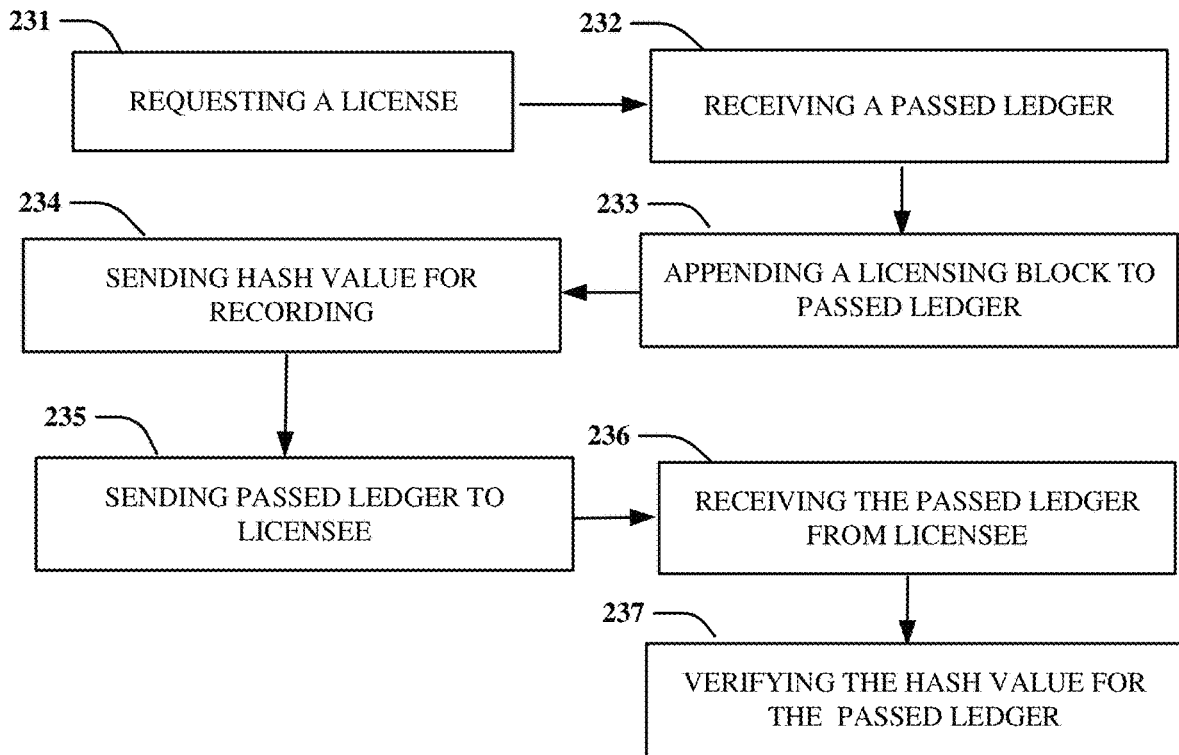 231
REQUESTING A LICENSE
232
RECEIVING A PASSED LEDGER
233
APPENDING A LICENSING BLOCK TO
PASSED LEDGER
234
SENDING HASH VALUE FOR
RECORDING
235
SENDING PASSED LEDGER TO
LICENSEE
236
RECEIVING THE PASSED LEDGER
FROM LICENSEE
237
VERIFYING THE HASH VALUE FOR
THE PASSED LEDGER